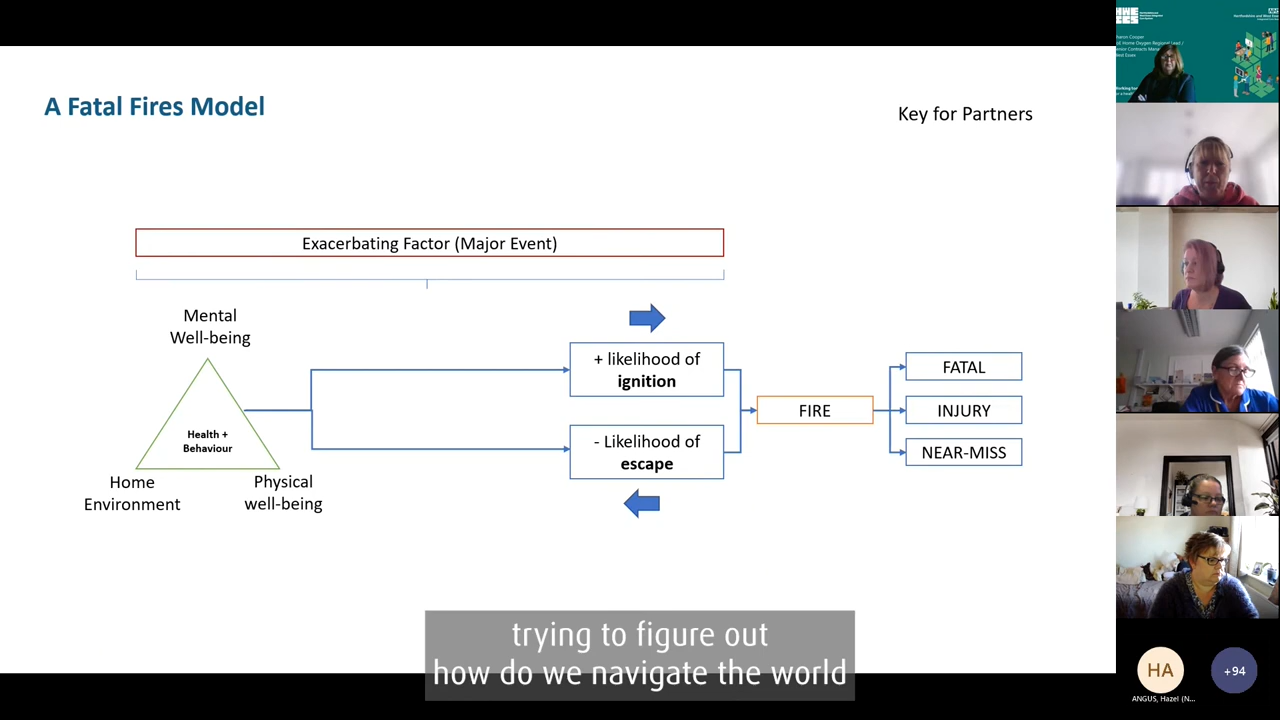 A Fatal Fires Model
Key for Partners
Exacerbating Factor (Major Event)
Mental
Well-being
Health +
Behaviour
Home
Environment
Physical
well-being
+ likelihood of
ignition
- Likelihood of
escape
FIRE
FATAL
INJURY
NEAR-MISS
trying to figure out
how do we navigate the world
HA
+94
ANGUS, Hazel (N...